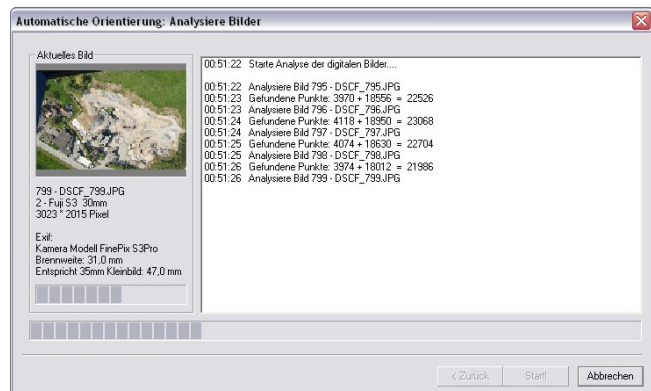 Automatische Orientierung: Analysiere Bilder
Aktuelles Bild
799 - DSCF_799.JPG
2 - Fuji S3 30mm
3023 * 2015 Pixel
Exif:
Kamera Modell FinePix S3Pro
Brennweite: 31,0 mm
Entspricht 35mm Kleinbild: 47,0 mm
00:51:22 Starte Analyse der digitalen Bilder....
00:51:22 Analysiere Bild 795 - DSCF_795.JPG
00:51:23 Gefundene Punkte: 3970 + 18556 = 22526
00:51:23 Analysiere Bild 796 - DSCF_796.JPG
00:51:24 Gefundene Punkte: 4118 + 18950 = 23068
00:51:24 Analysiere Bild 797 - DSCF_797.JPG
00:51:25 Gefundene Punkte: 4074 + 18630 = 22704
00:51:25 Analysiere Bild 798 - DSCF_798.JPG
00:51:26 Gefundene Punkte: 3974 + 18012 = 21986
00:51:26 Analysiere Bild 799 - DSCF_799.JPG
< Zurück
Start!
Abbrechen